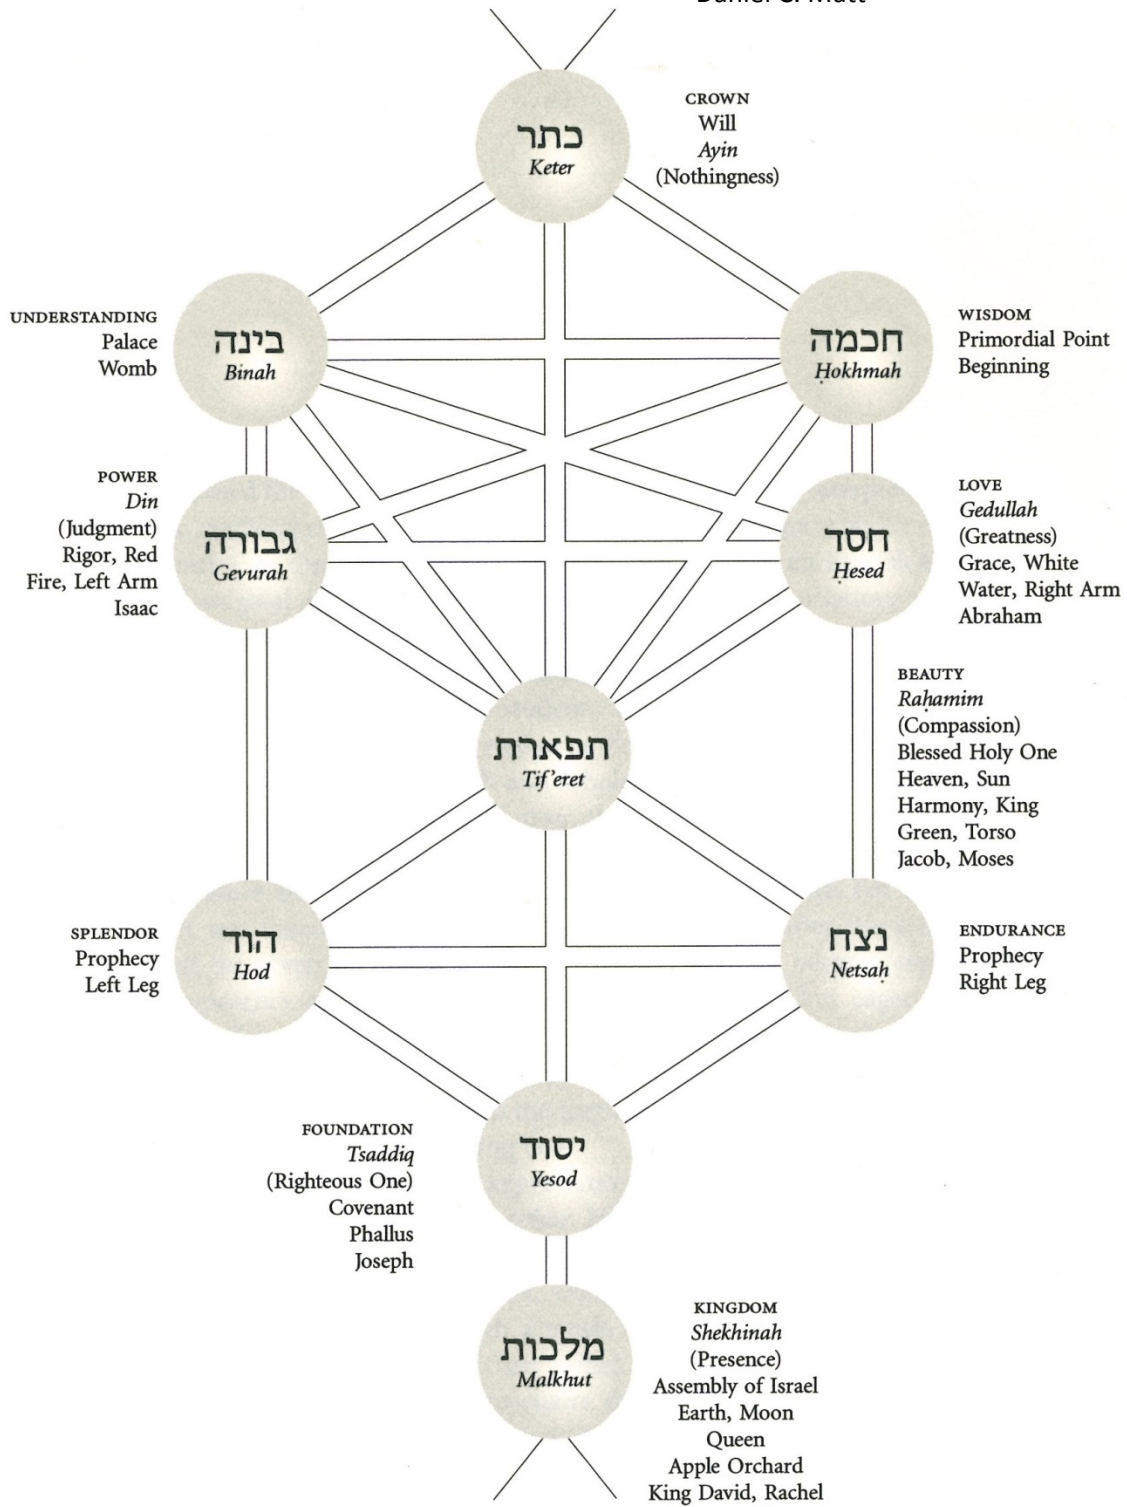 Daniel C. Matt
כתר
Keter
CROWN
Will
Ayin
(Nothingness)
UNDERSTANDING
Palace
Womb
בינה
Binah
חכמה
Ḥokhmah
WISDOM
Primordial Point
Beginning
POWER
Din
(Judgment)
Rigor, Red
Fire, Left Arm
Isaac
גבורה
Gevurah
חסד
Ḥesed
LOVE
Gedullah
(Greatness)
Grace, White
Water, Right Arm
Abraham
תפארת
Tif'eret
BEAUTY
Raḥamim
(Compassion)
Blessed Holy One
Heaven, Sun
Harmony, King
Green, Torso
Jacob, Moses
SPLENDOR
Prophecy
Left Leg
הוד
Hod
נצח
Netsaḥ
ENDURANCE
Prophecy
Right Leg
FOUNDATION
Tsaddiq
(Righteous One)
Covenant
Phallus
Joseph
יסוד
Yesod
מלכות
Malkhut
KINGDOM
Shekhinah
(Presence)
Assembly of Israel
Earth, Moon
Queen
Apple Orchard
King David, Rachel